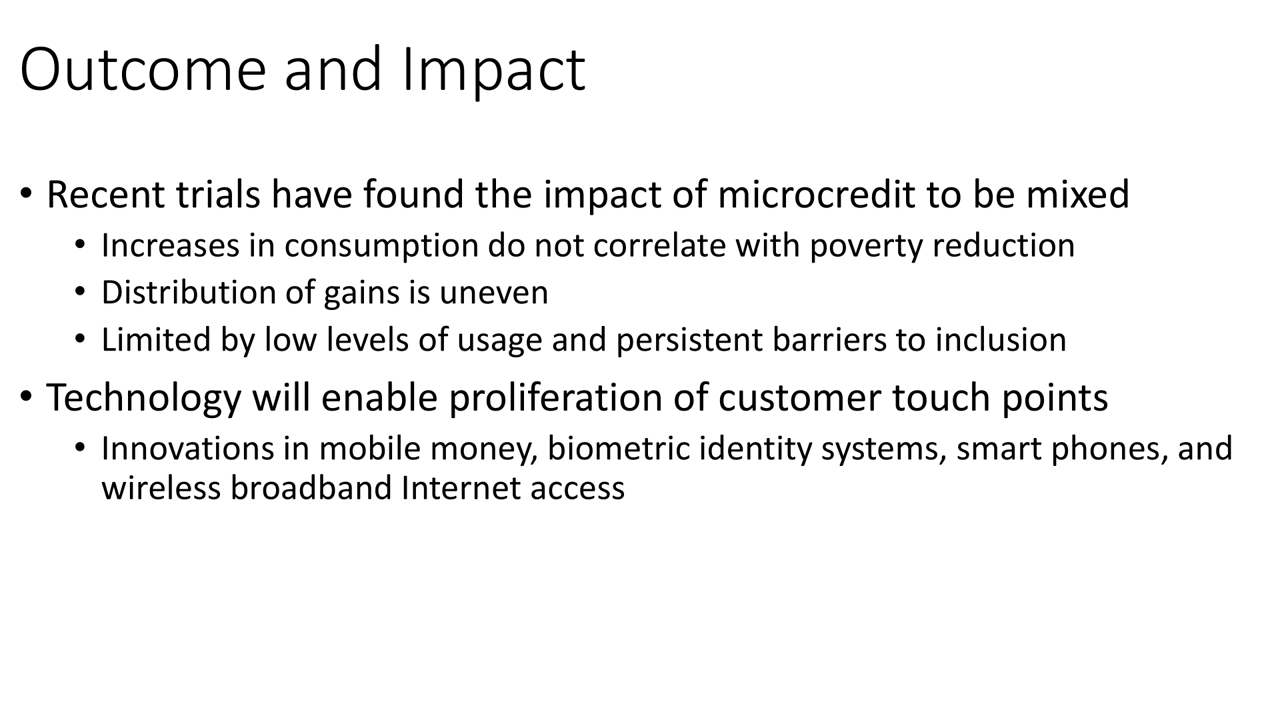 Outcome and Impact
• Recent trials have found the impact of microcredit to be mixed
• Increases in consumption do not correlate with poverty reduction
• Distribution of gains is uneven
• Limited by low levels of usage and persistent barriers to inclusion
• Technology will enable proliferation of customer touch points
• Innovations in mobile money, biometric identity systems, smart phones, and
wireless broadband Internet access